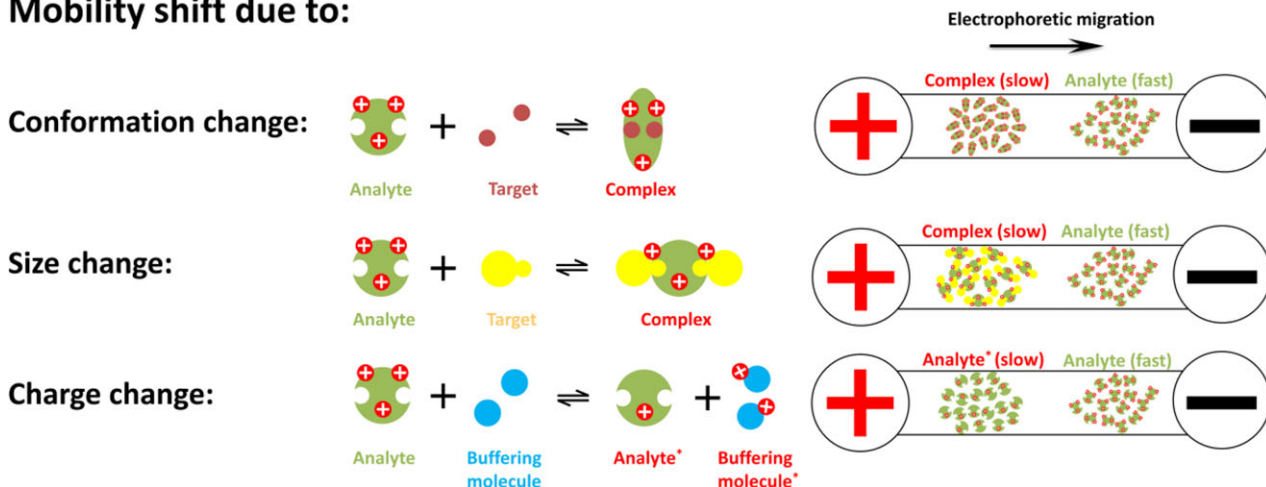 Mobility shift due to:
Electrophoretic migration
Conformation change:
+
⇌
Analyte
Target
Complex
Complex (slow)
Analyte (fast)
Size change:
+
⇌
Analyte
Target
Complex
Complex (slow)
Analyte (fast)
Charge change:
+
⇌
+
Analyte
Buffering
molecule
Analyte*
Buffering
molecule*
Analyte* (slow)
Analyte (fast)